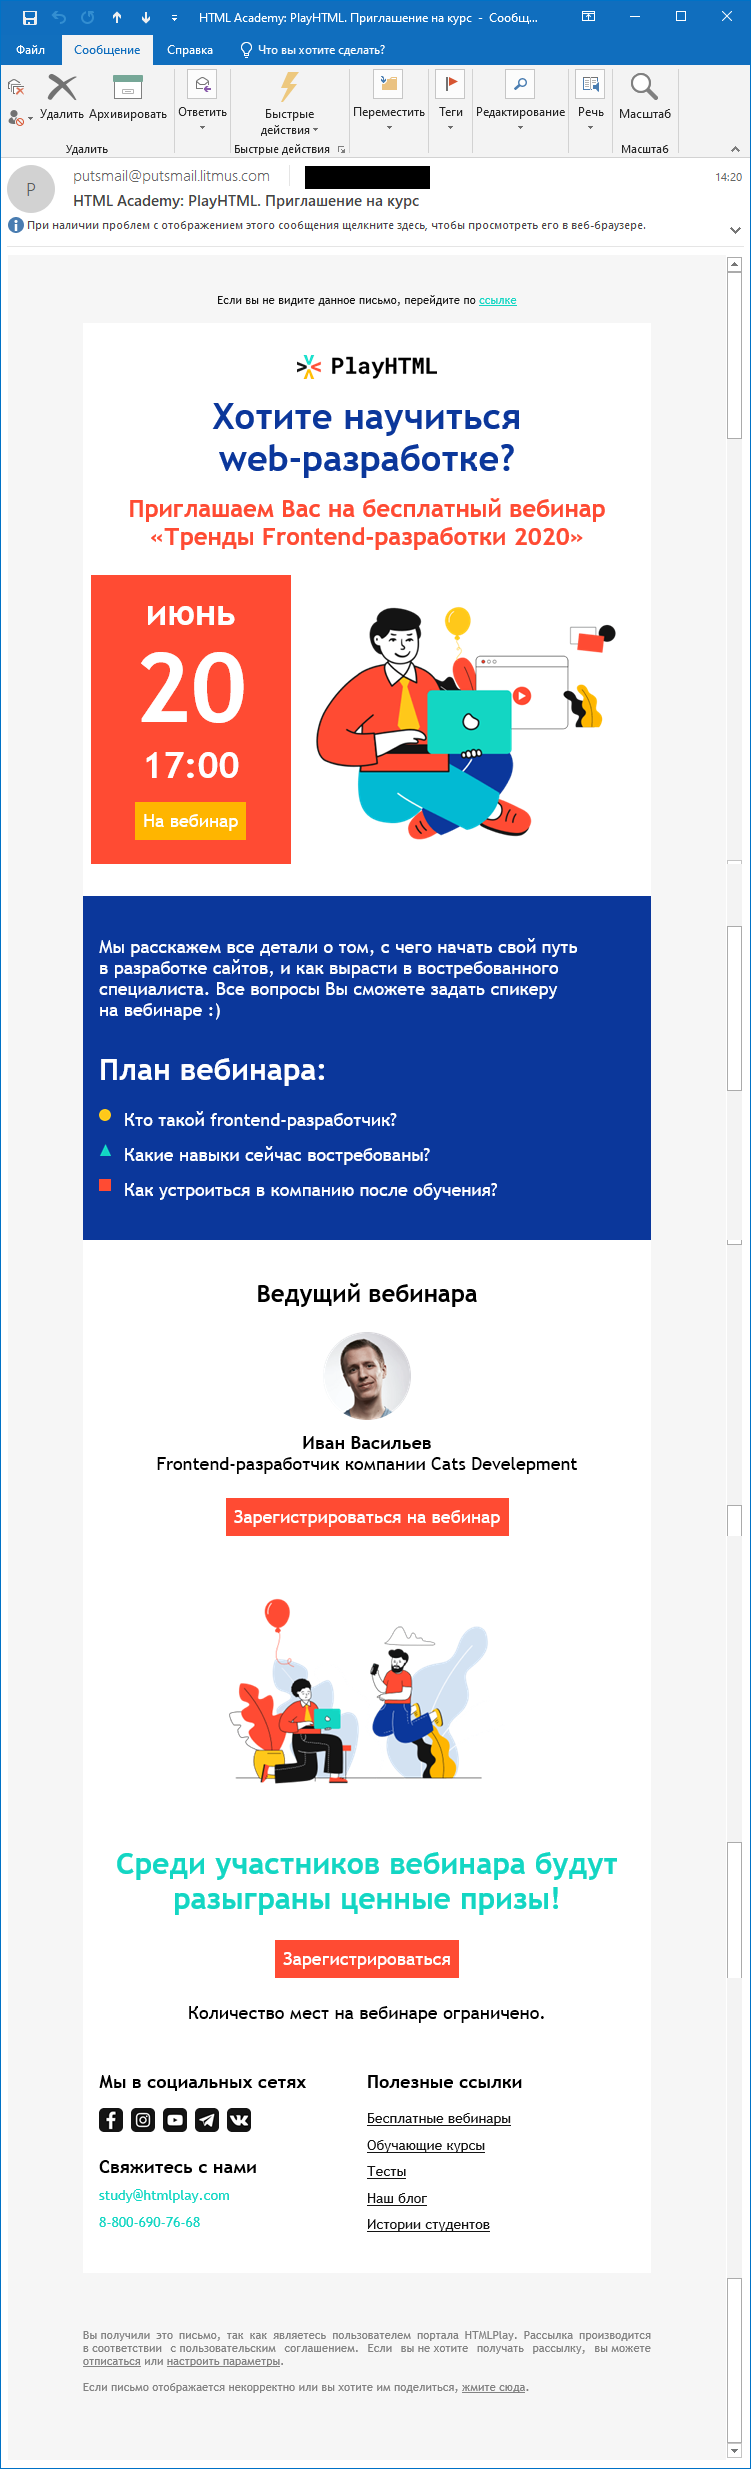 HTML Academy: PlayHTML. Приглашение на курс - Сообщ...
Файл Сообщение Справка Что вы хотите сделать?
Удалить Архивировать Ответить Быстрые действия Переместить Теги Редактирование Речь Масштаб
Удалить Быстрые действия Масштаб
P
putsmail@putsmail.litmus.com 14:20
HTML Academy: PlayHTML. Приглашение на курс
При наличии проблем с отображением этого сообщения щелкните здесь, чтобы просмотреть его в веб-браузере.
Если вы не видите данное письмо, перейдите по ссылке
PlayHTML
Хотите научиться
web-разработке?
Приглашаем Вас на бесплатный вебинар
«Тренды Frontend-разработки 2020»
июнь
20
17:00
На вебинар
Мы расскажем все детали о том, с чего начать свой путь
в разработке сайтов, и как вырасти в востребованного
специалиста. Все вопросы Вы сможете задать спикеру
на вебинаре :)
План вебинара:
Кто такой frontend-разработчик?
Какие навыки сейчас востребованы?
Как устроиться в компанию после обучения?
Ведущий вебинара
Иван Васильев
Frontend-разработчик компании Cats Develepment
Зарегистрироваться на вебинар
Среди участников вебинара будут
разыграны ценные призы!
Зарегистрироваться
Количество мест на вебинаре ограничено.
Мы в социальных сетях
Свяжитесь с нами
study@htmlplay.com
8-800-690-76-68
Полезные ссылки
Бесплатные вебинары
Обучающие курсы
Тесты
Наш блог
Истории студентов
Вы получили это письмо, так как являетесь пользователем портала HTMLPlay. Рассылка производится
в соответствии с пользовательским соглашением. Если вы не хотите получать рассылку, вы можете
отписаться или настроить параметры.
Если письмо отображается некорректно или вы хотите им поделиться, жмите сюда.